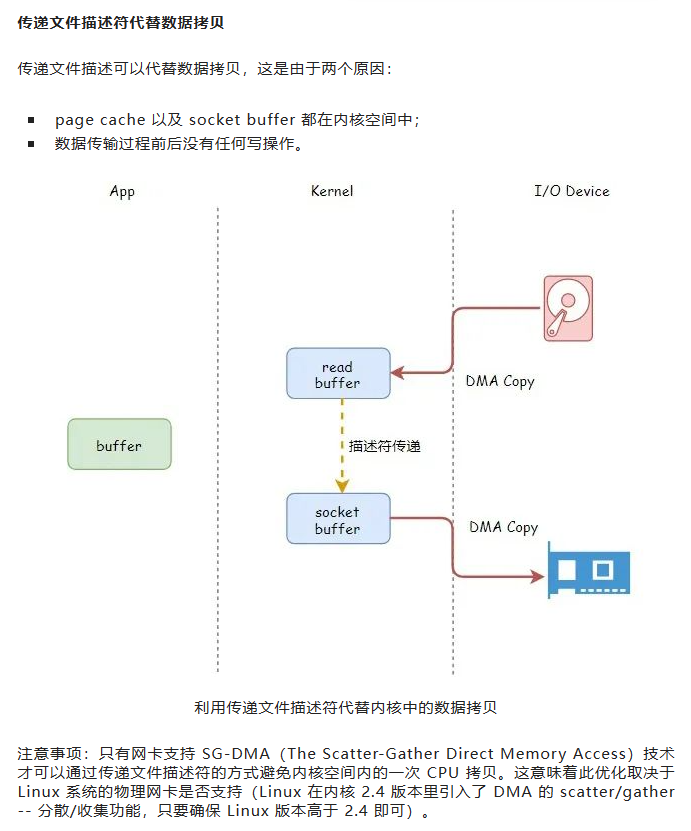 传递文件描述符代替数据拷贝
传递文件描述可以代替数据拷贝，这是由于两个原因：
▪ page cache 以及 socket buffer 都在内核空间中；
▪ 数据传输过程前后没有任何写操作。
App Kernel I/O Device
read
buffer
DMA Copy
buffer
描述符传递
socket
buffer
DMA Copy
利用传递文件描述符代替内核中的数据拷贝
注意事项：只有网卡支持 SG-DMA（The Scatter-Gather Direct Memory Access）技术
才可以通过传递文件描述符的方式避免内核空间内的一次 CPU 拷贝。这意味着此优化取决于
Linux 系统的物理网卡是否支持（Linux 在内核 2.4 版本里引入了 DMA 的 scatter/gather
-- 分散/收集功能，只要确保 Linux 版本高于 2.4 即可）。